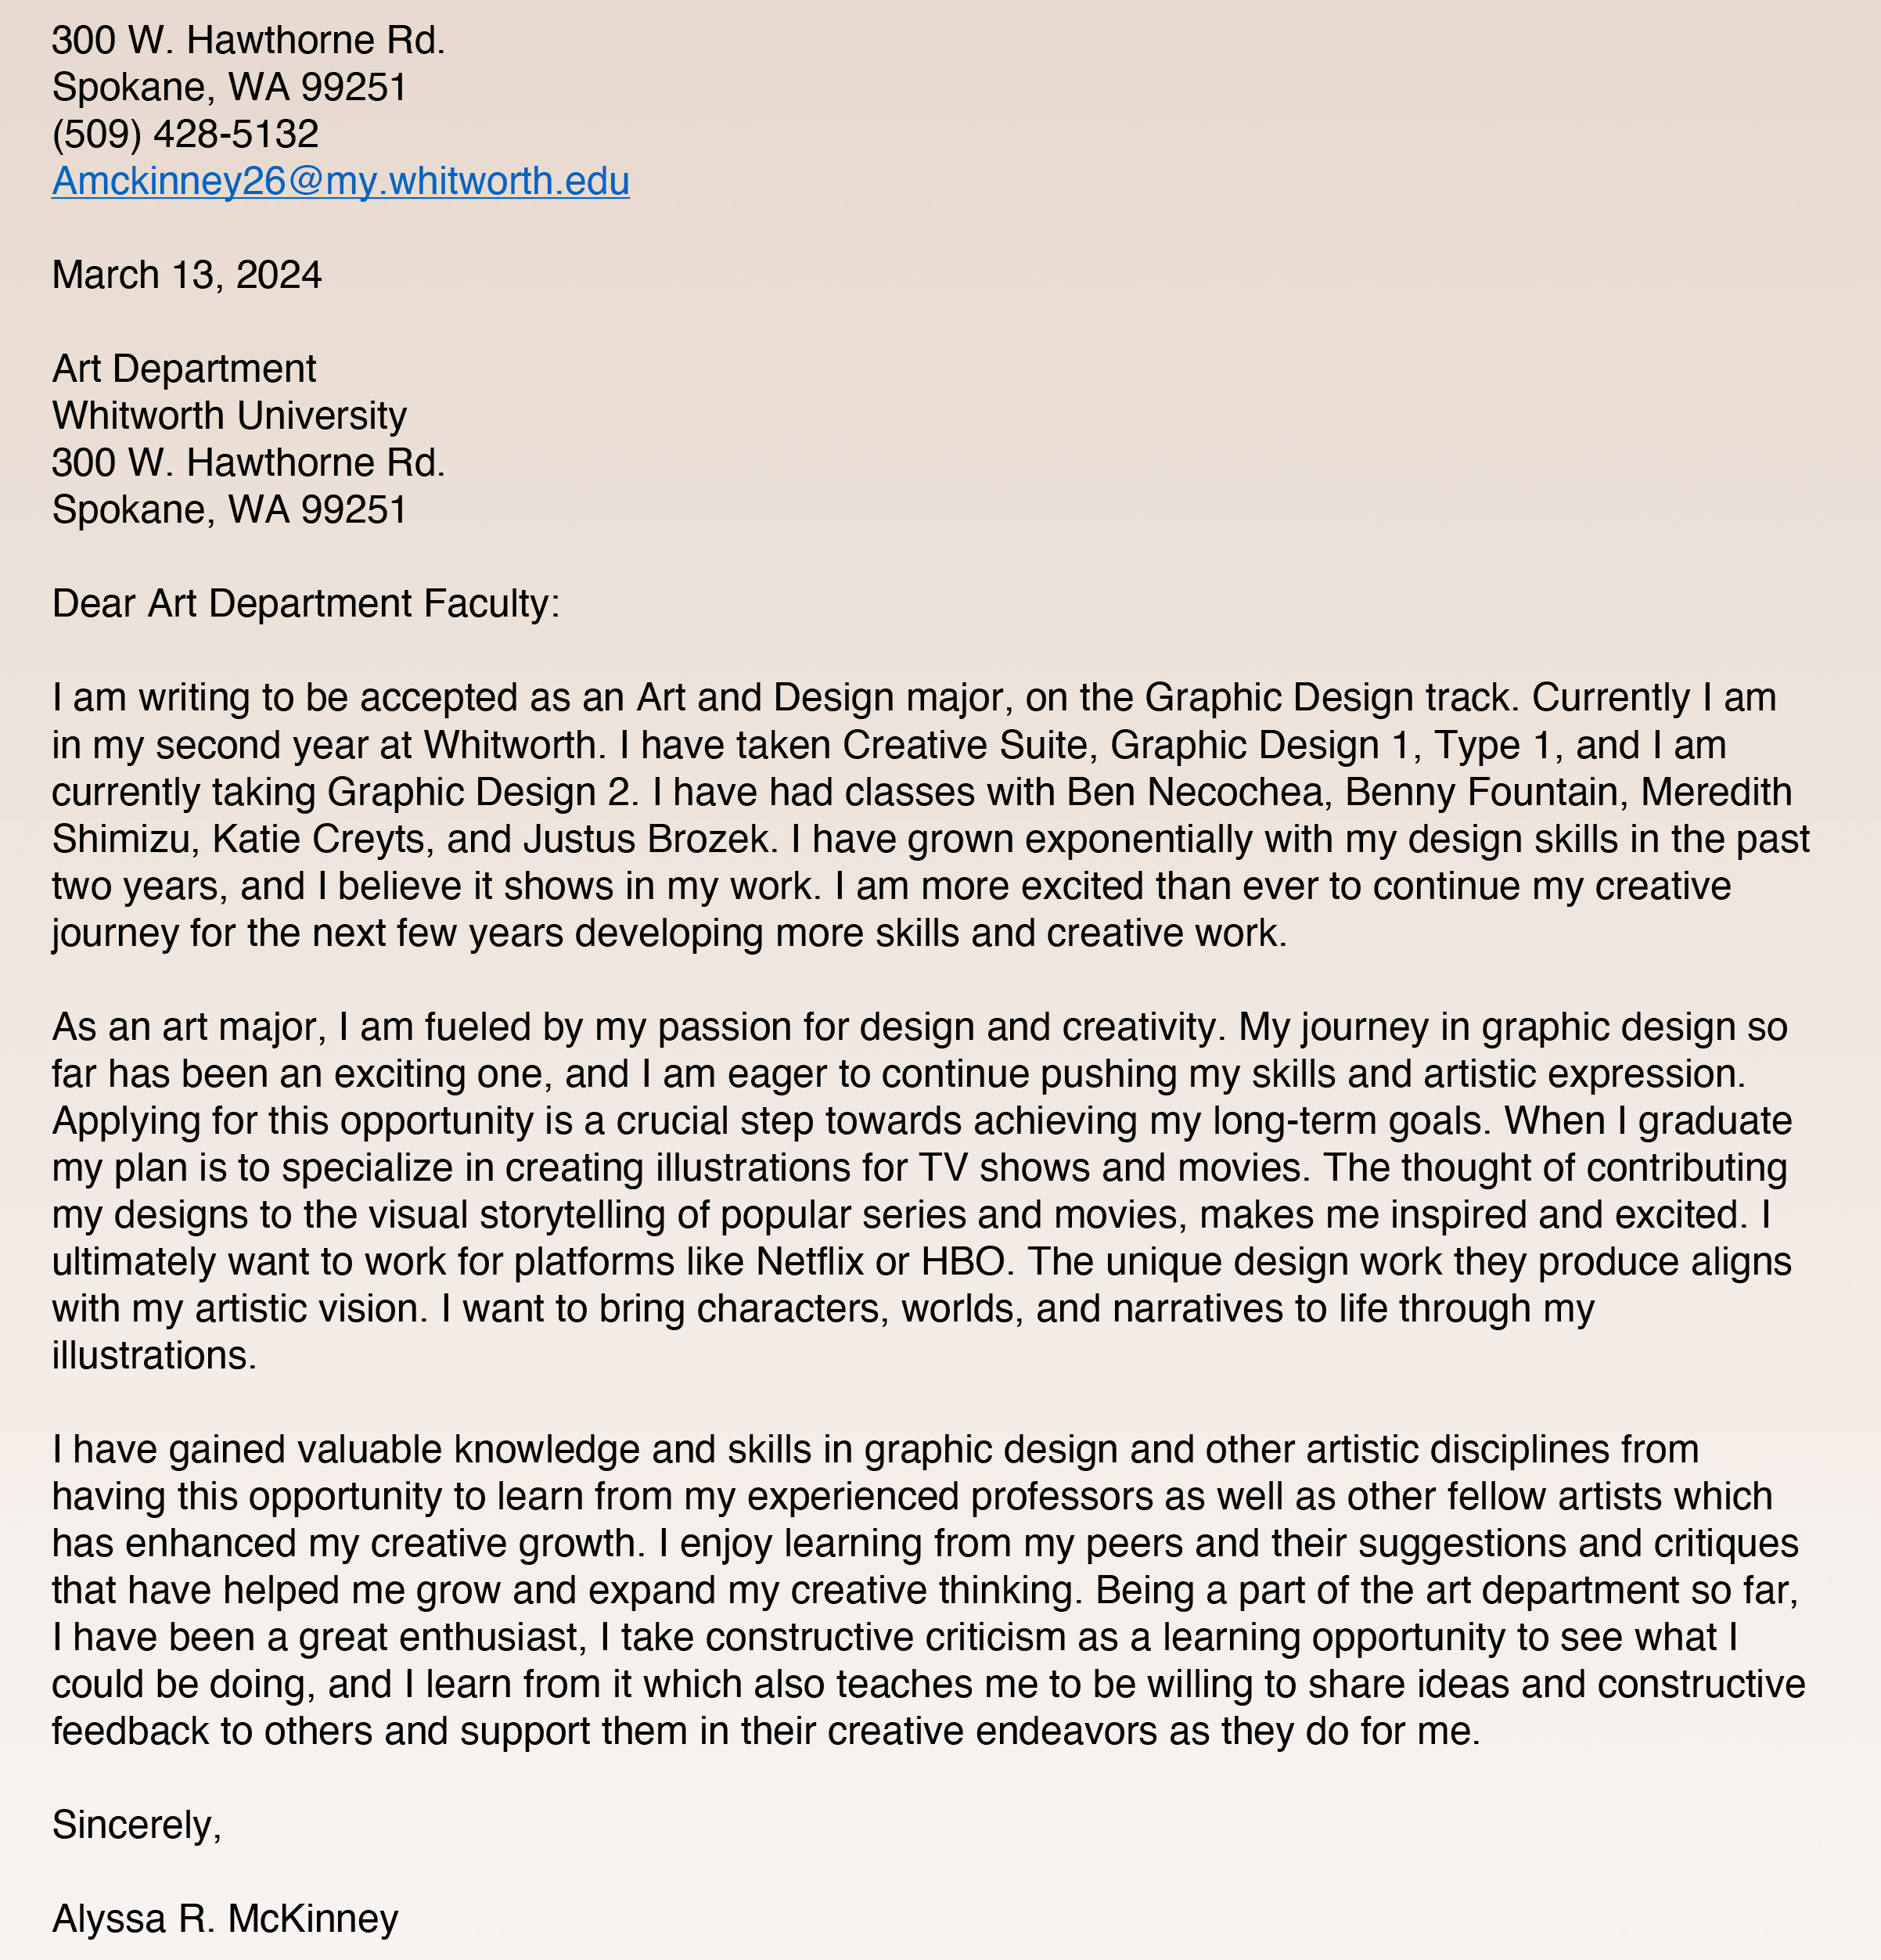 300 W. Hawthorne Rd.
Spokane, WA 99251
(509) 428-5132
Amckinney26@my.whitworth.edu
March 13, 2024
Art Department
Whitworth University
300 W. Hawthorne Rd.
Spokane, WA 99251
Dear Art Department Faculty:
I am writing to be accepted as an Art and Design major, on the Graphic Design track. Currently I am
in my second year at Whitworth. I have taken Creative Suite, Graphic Design 1, Type 1, and I am
currently taking Graphic Design 2. I have had classes with Ben Necochea, Benny Fountain, Meredith
Shimizu, Katie Creyts, and Justus Brozek. I have grown exponentially with my design skills in the past
two years, and I believe it shows in my work. I am more excited than ever to continue my creative
journey for the next few years developing more skills and creative work.
As an art major, I am fueled by my passion for design and creativity. My journey in graphic design so
far has been an exciting one, and I am eager to continue pushing my skills and artistic expression.
Applying for this opportunity is a crucial step towards achieving my long-term goals. When I graduate
my plan is to specialize in creating illustrations for TV shows and movies. The thought of contributing
my designs to the visual storytelling of popular series and movies, makes me inspired and excited. I
ultimately want to work for platforms like Netflix or HBO. The unique design work they produce aligns
with my artistic vision. I want to bring characters, worlds, and narratives to life through my
illustrations.
I have gained valuable knowledge and skills in graphic design and other artistic disciplines from
having this opportunity to learn from my experienced professors as well as other fellow artists which
has enhanced my creative growth. I enjoy learning from my peers and their suggestions and critiques
that have helped me grow and expand my creative thinking. Being a part of the art department so far,
I have been a great enthusiast, I take constructive criticism as a learning opportunity to see what I
could be doing, and I learn from it which also teaches me to be willing to share ideas and constructive
feedback to others and support them in their creative endeavors as they do for me.
Sincerely,
Alyssa R. McKinney